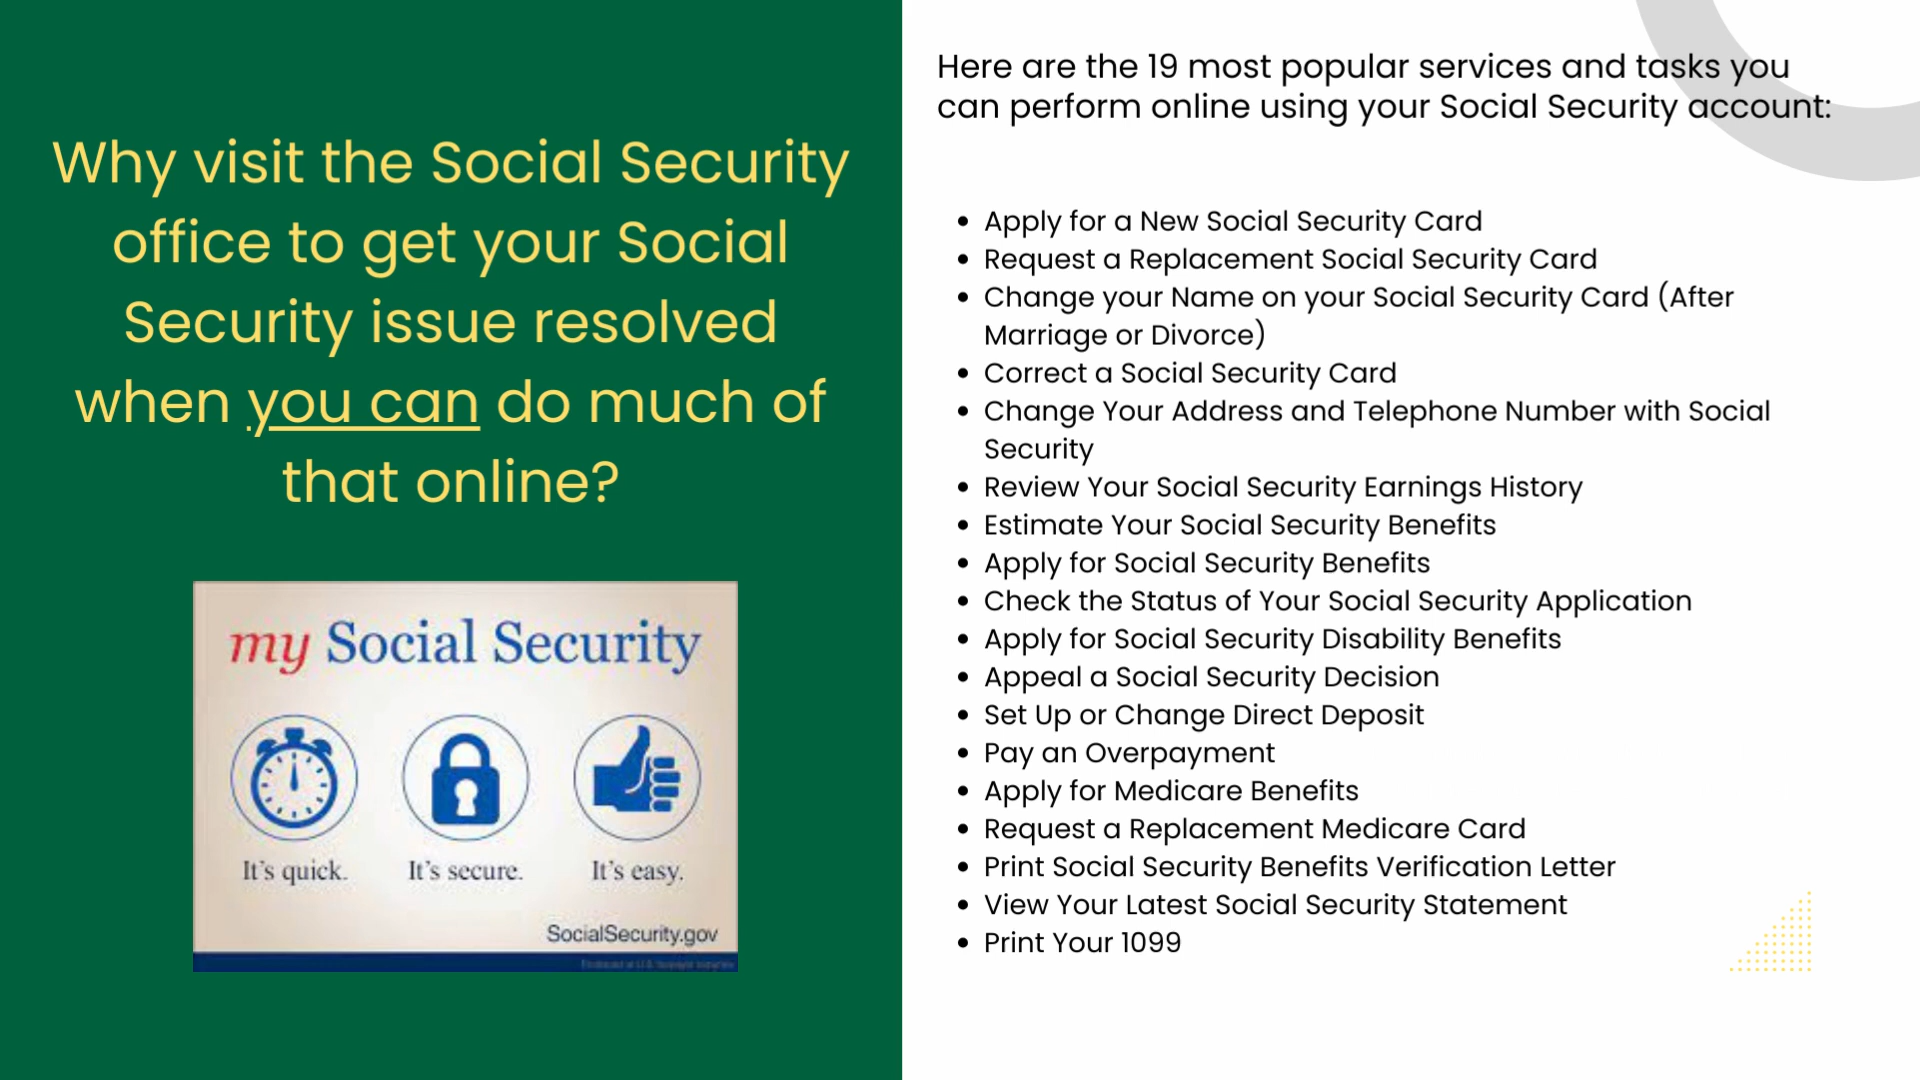 Why visit the Social Security
office to get your Social
Security issue resolved
when you can do much of
that online?
my Social Security
It's quick.
It's secure.
It's easy.
SocialSecurity.gov
Here are the 19 most popular services and tasks you
can perform online using your Social Security account:
• Apply for a New Social Security Card
• Request a Replacement Social Security Card
• Change your Name on your Social Security Card (After
Marriage or Divorce)
• Correct a Social Security Card
• Change Your Address and Telephone Number with Social
Security
• Review Your Social Security Earnings History
• Estimate Your Social Security Benefits
• Apply for Social Security Benefits
• Check the Status of Your Social Security Application
• Apply for Social Security Disability Benefits
• Appeal a Social Security Decision
• Set Up or Change Direct Deposit
• Pay an Overpayment
• Apply for Medicare Benefits
• Request a Replacement Medicare Card
• Print Social Security Benefits Verification Letter
• View Your Latest Social Security Statement
• Print Your 1099